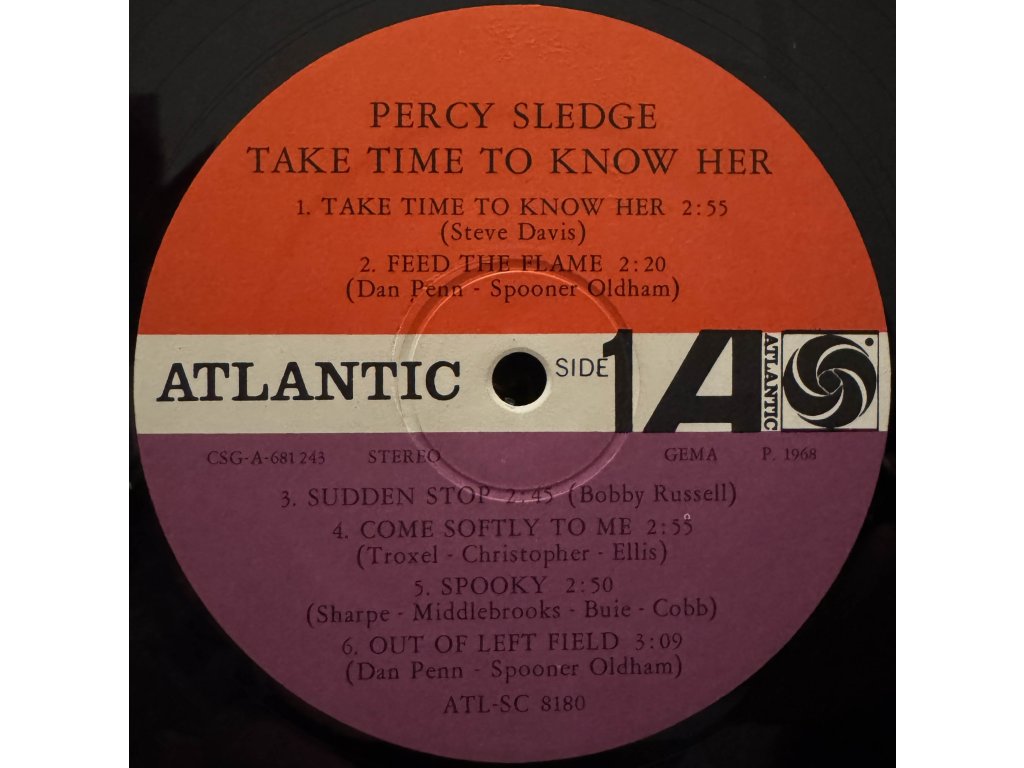 PERCY SLEDGE
TAKE TIME TO KNOW HER
1. TAKE TIME TO KNOW HER 2:55
(Steve Davis)
2. FEED THE FLAME 2:20
(Dan Penn - Spooner Oldham)
ATLANTIC SIDE 1 A ATLANTIC
CSG-A-681 243 STEREO GEMA P. 1968
3. SUDDEN STOP 2:45 (Bobby Russell)
4. COME SOFTLY TO ME 2:55
(Troxel - Christopher - Ellis)
5. SPOOKY 2:50
(Sharpe - Middlebrooks - Buie - Cobb)
6. OUT OF LEFT FIELD 3:09
(Dan Penn - Spooner Oldham)
ATL-SC 8180